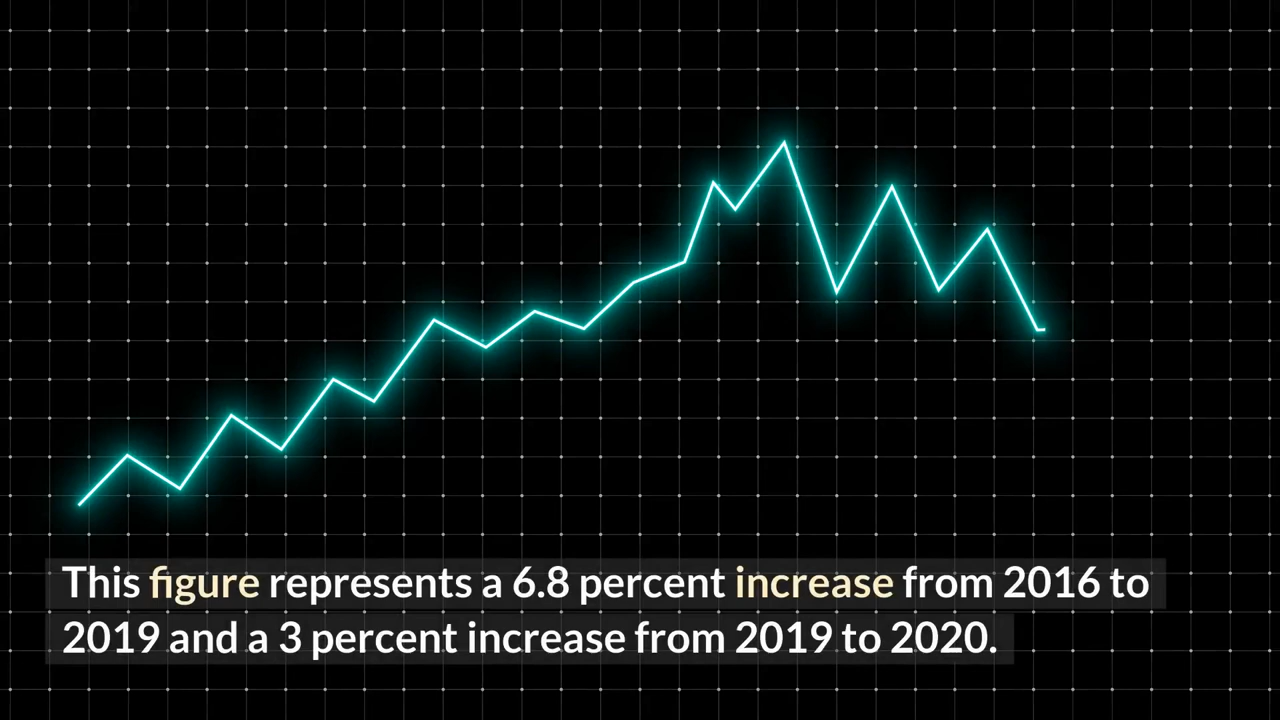 This figure represents a 6.8 percent increase from 2016 to
2019 and a 3 percent increase from 2019 to 2020.